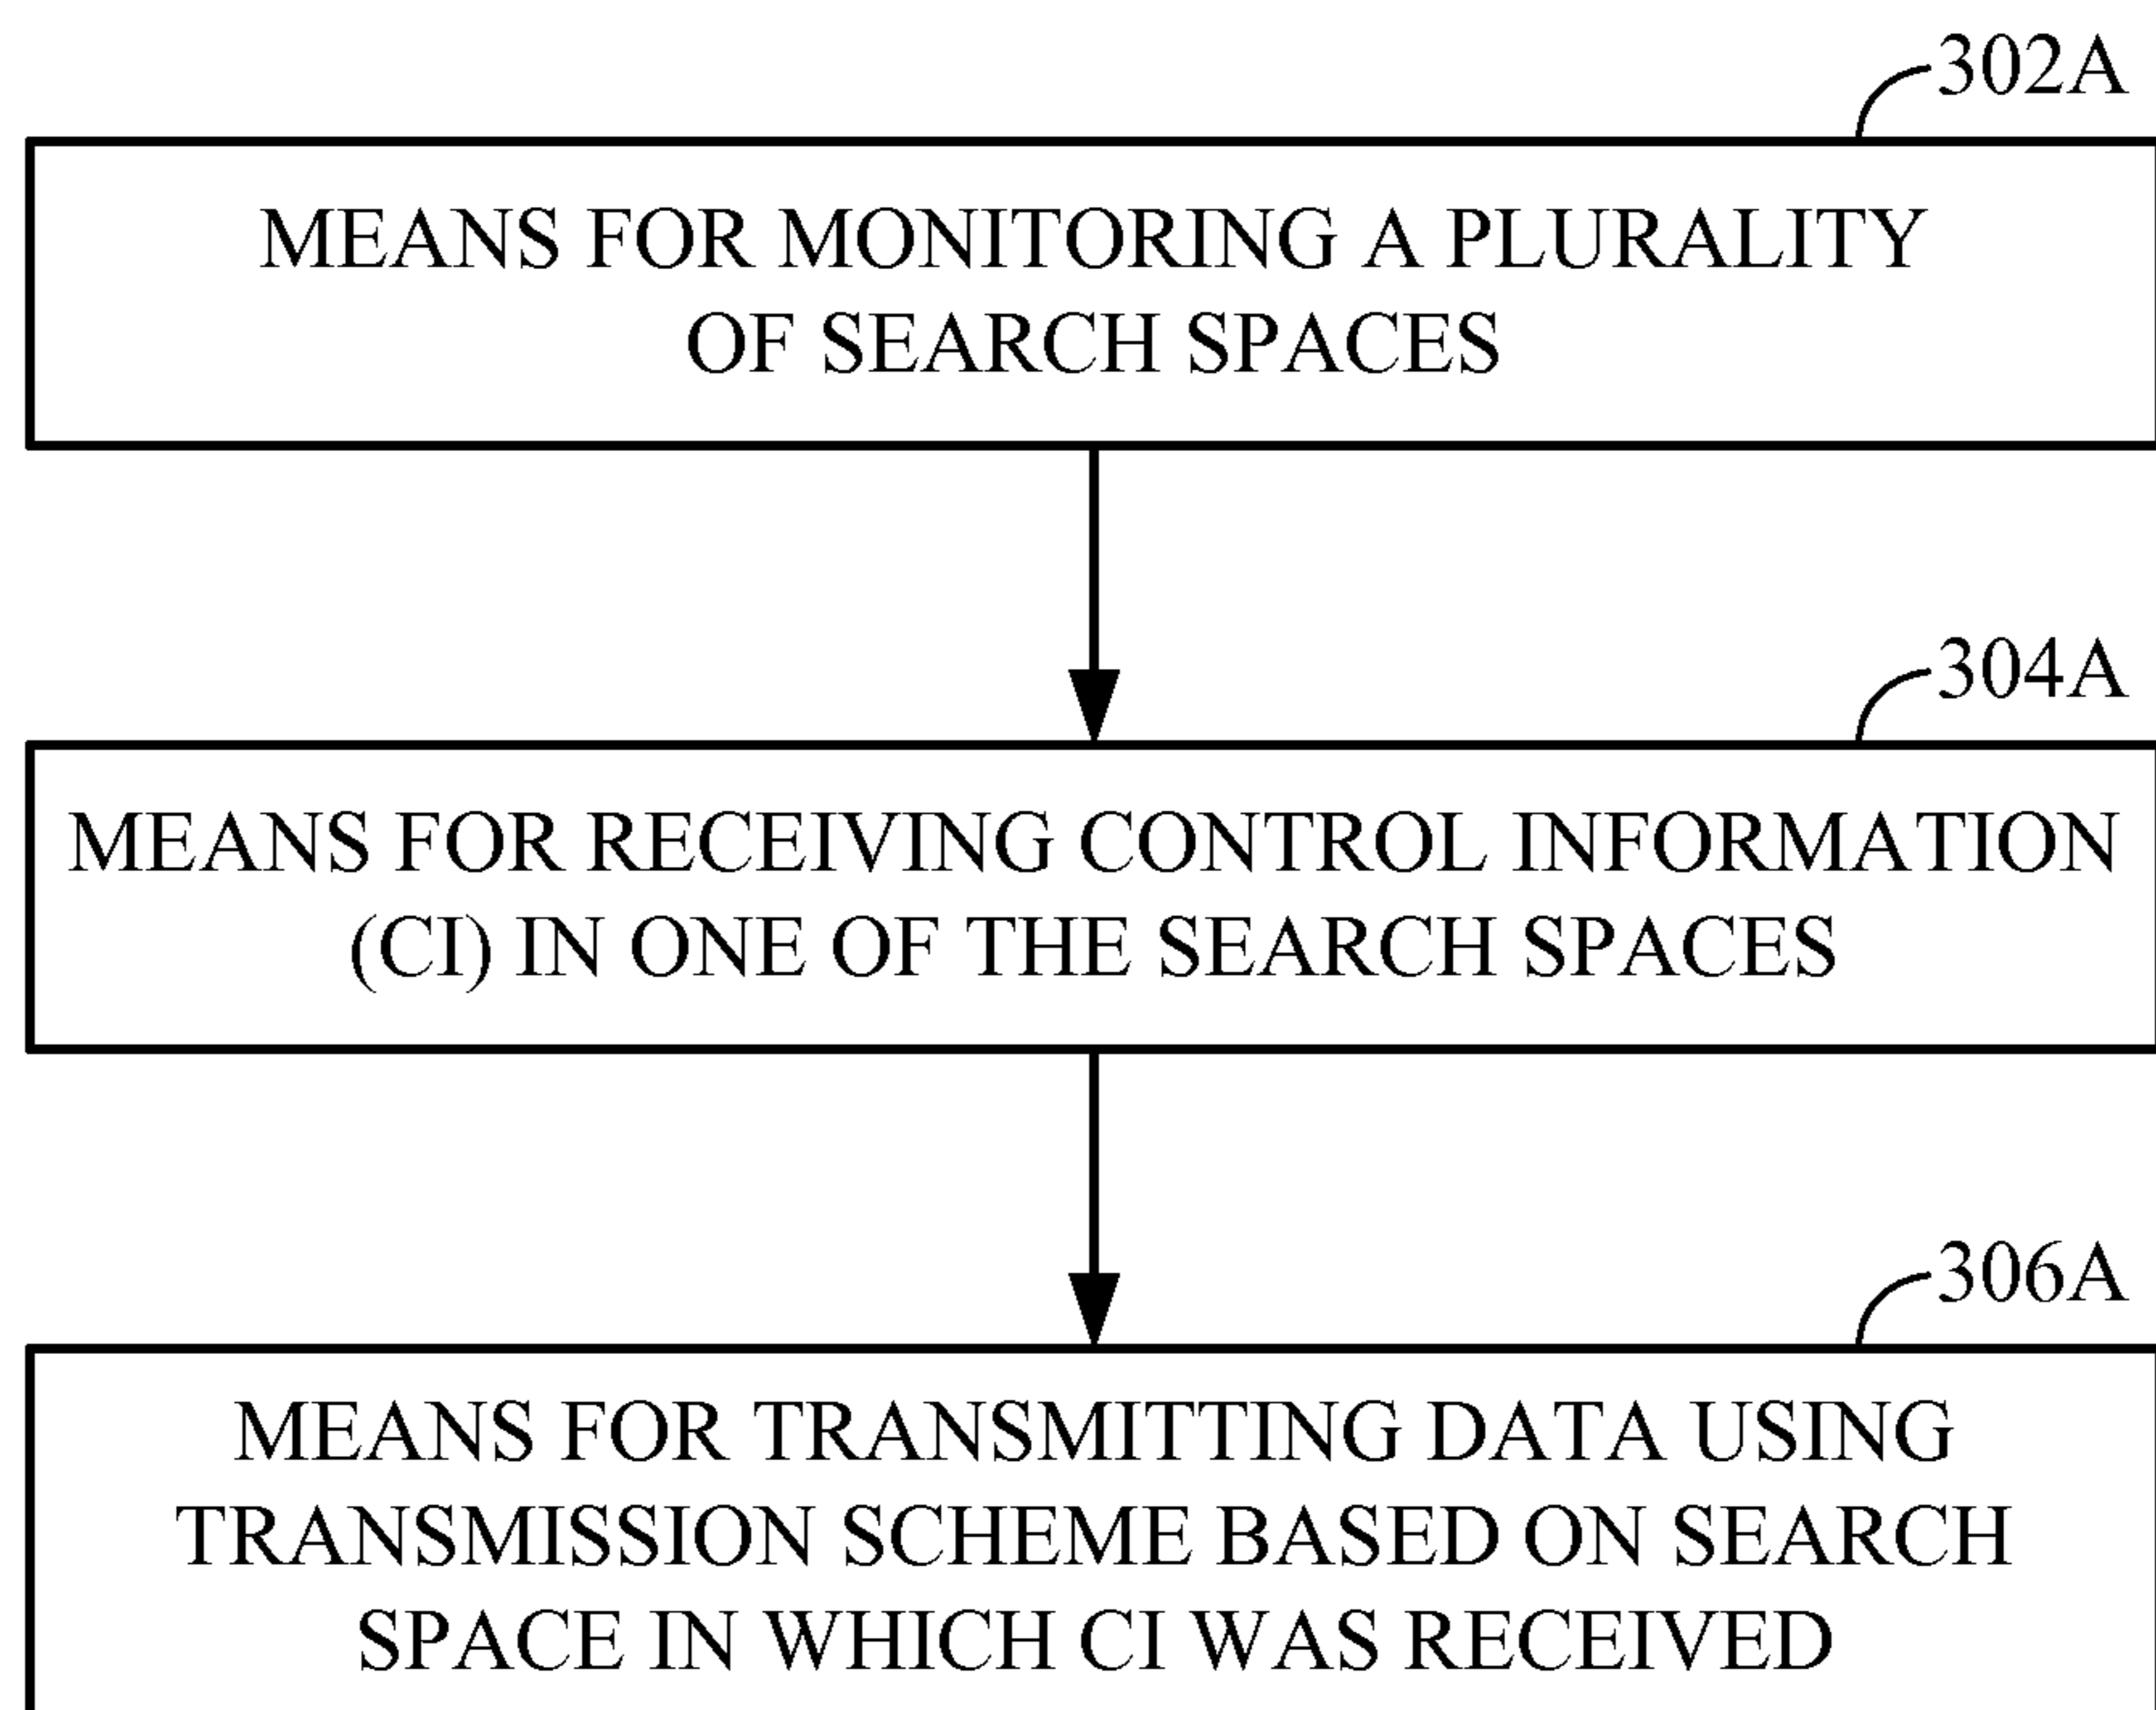 302A
MEANS FOR MONITORING A PLURALITY
OF SEARCH SPACES
304A
MEANS FOR RECEIVING CONTROL INFORMATION
(CI) IN ONE OF THE SEARCH SPACES
306A
MEANS FOR TRANSMITTING DATA USING
TRANSMISSION SCHEME BASED ON SEARCH
SPACE IN WHICH CI WAS RECEIVED